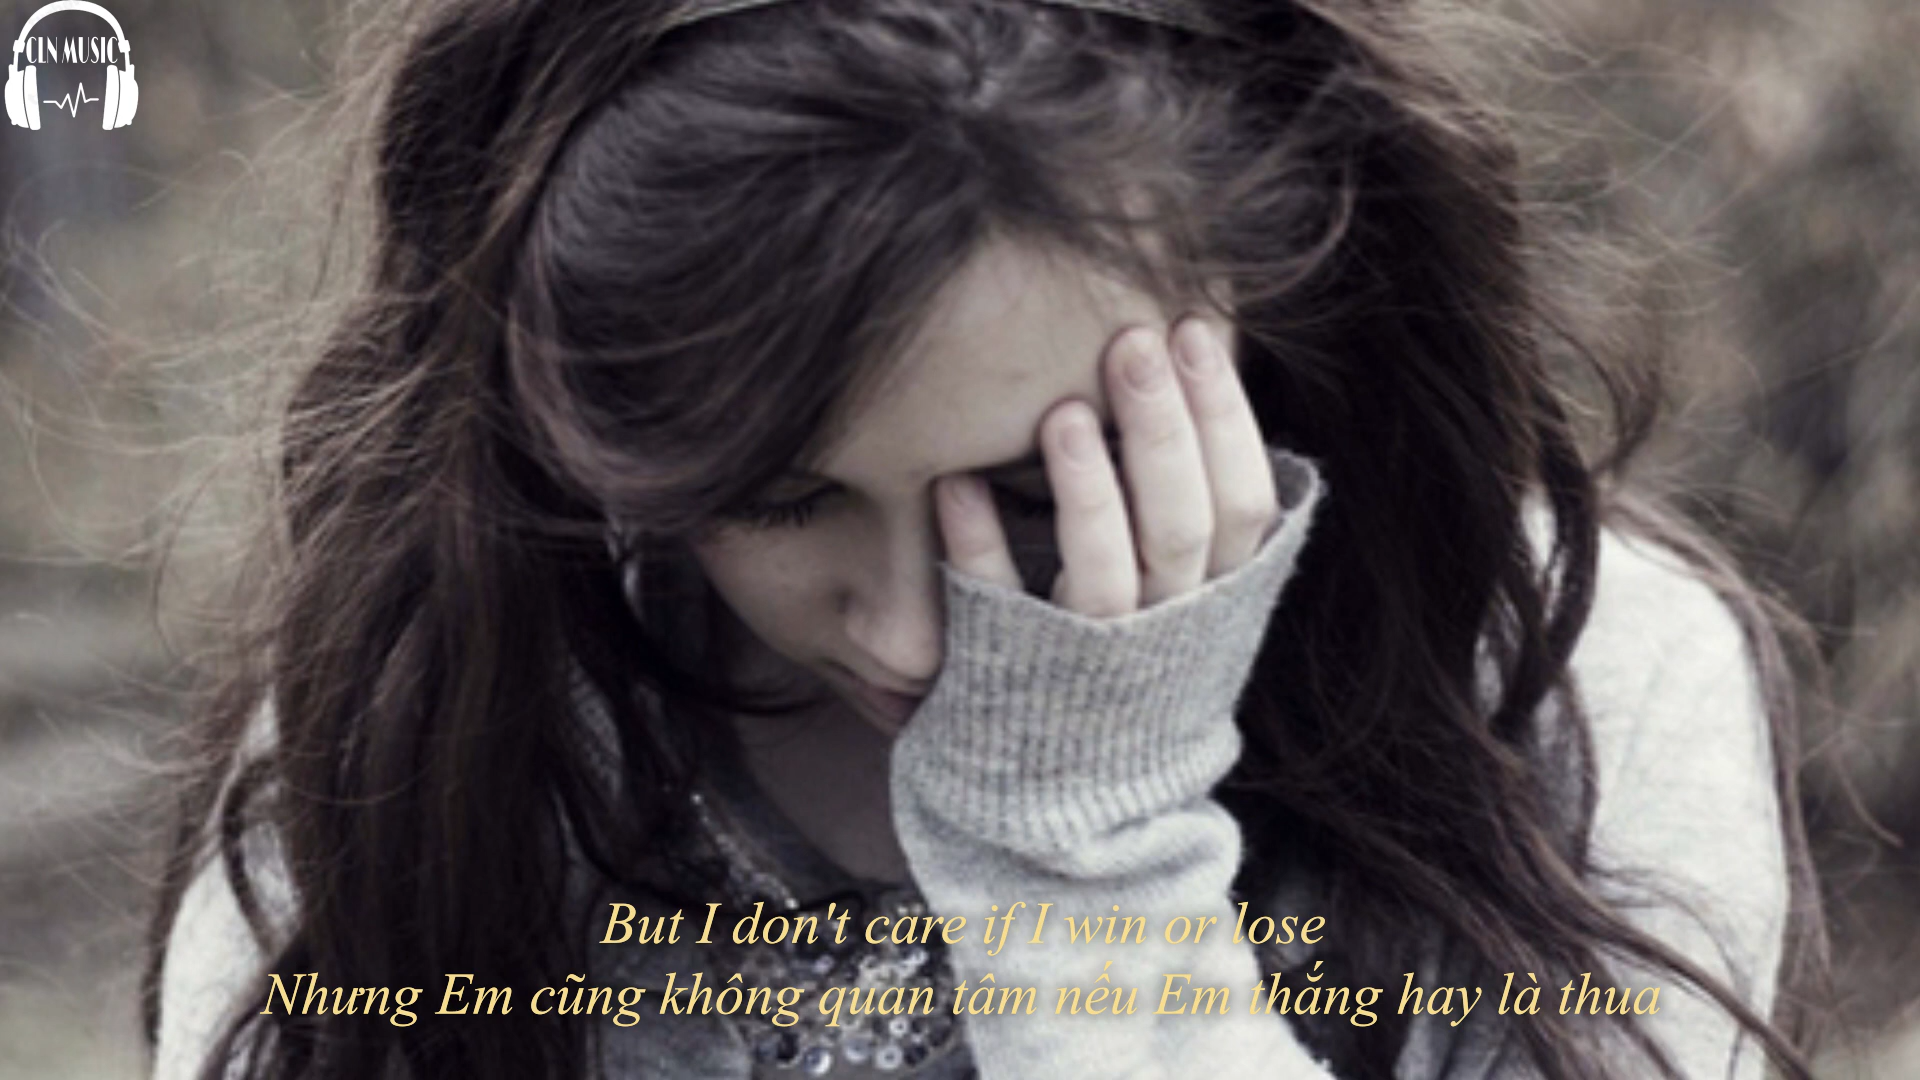 CLN MUSIC
But I don't care if I win or lose
Nhưng Em cũng không quan tâm nếu Em thắng hay là thua